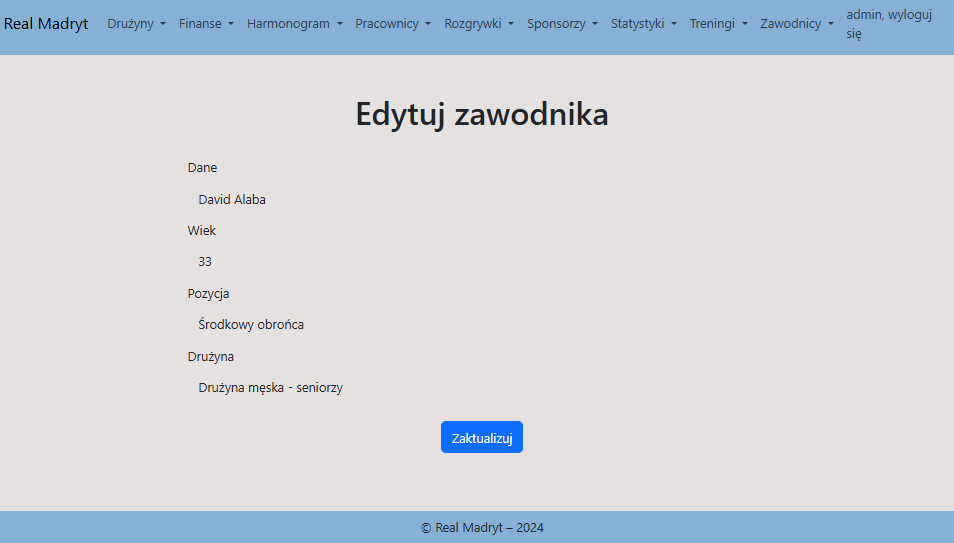 Real Madryt Drużyny Finanse Harmonogram Pracownicy Rozgrywki Sponsorzy Statystyki Treningi Zawodnicy admin, wyloguj
się
Edytuj zawodnika
Dane
David Alaba
Wiek
33
Pozycja
Środkowy obrońca
Drużyna
Drużyna męska - seniorzy
Zaktualizuj
© Real Madryt – 2024